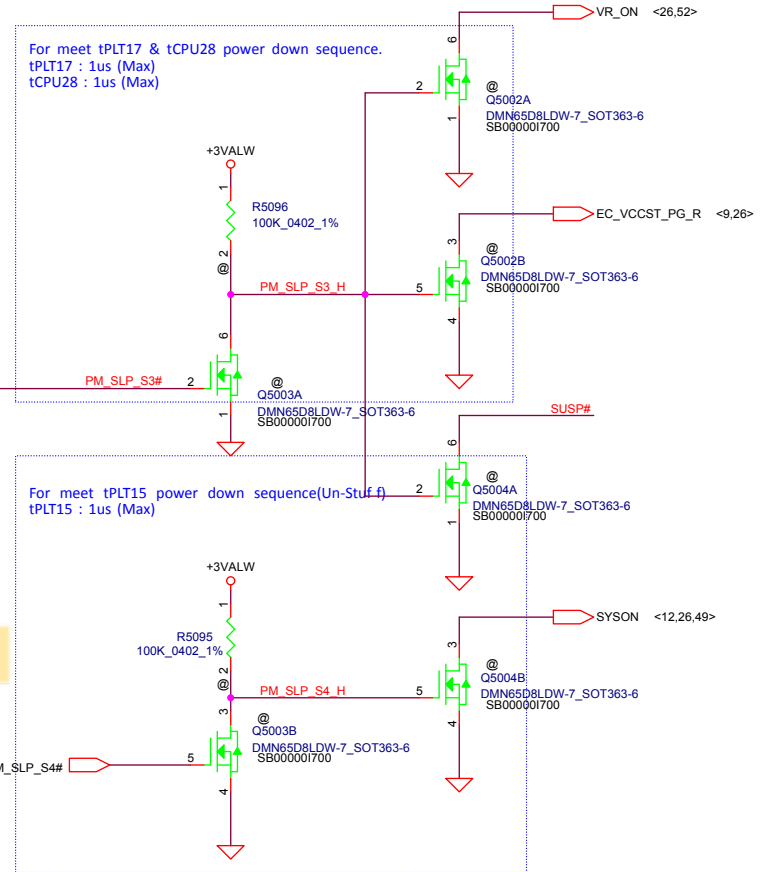 VR_ON <26,52>
For meet tPLT17 & tCPU28 power down sequence.
tPLT17 : 1us (Max)
tCPU28 : 1us (Max)
6
2
@
Q5002A
DMN65D8LDW-7_SOT363-6
SB00000I700
1
+3VALW
1
R5096
100K_0402_1%
2
@
EC_VCCST_PG_R <9,26>
3
@
Q5002B
DMN65D8LDW-7_SOT363-6
SB00000I700
PM_SLP_S3_H
5
4
6
PM_SLP_S3#
2
@
Q5003A
DMN65D8LDW-7_SOT363-6
SB00000I700
1
SUSP#
6
For meet tPLT15 power down sequence(Un-Stuf f)
tPLT15 : 1us (Max)
2
@
Q5004A
DMN65D8LDW-7_SOT363-6
SB00000I700
1
+3VALW
1
R5095
100K_0402_1%
2
@
SYSON <12,26,49>
3
@
Q5004B
DMN65D8LDW-7_SOT363-6
SB00000I700
PM_SLP_S4_H
5
4
3
@
Q5003B
DMN65D8LDW-7_SOT363-6
SB00000I700
M_SLP_S4#
5
4